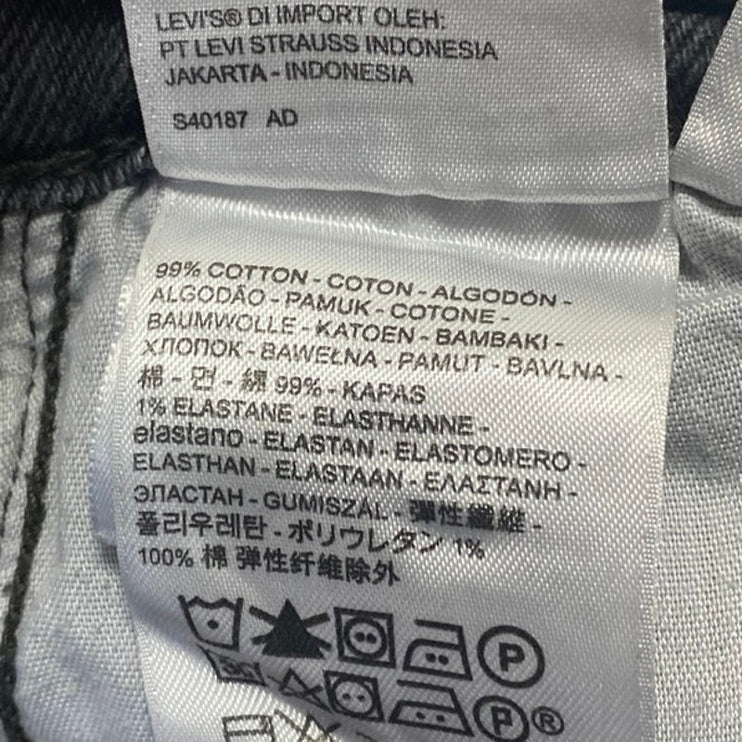 LEVI'S® DI IMPORT OLEH:
PT LEVI STRAUSS INDONESIA
JAKARTA - INDONESIA
S40187 AD
99% COTTON - COTON - ALGODÓN -
ALGODÃO - PAMUK - COTONE -
BAUMWOLLE - KATOEN - BAMBAKI -
ХЛОПОК - BAWEŁNA - PAMUT - BAVLNA -
棉 - 면 - 綿 99% - KAPAS
1% ELASTANE - ELASTHANNE -
elastano - ELASTAN - ELASTOMERO -
ELASTHAN - ELASTAAN - ΕΛΑΣΤΑΝΗ -
ЭЛАСТАН - GUMISZÁL - 彈性纖維 -
폴리우레탄 - ポリウレタン 1%
100% 棉 弹性纤维除外
P
30 P ®